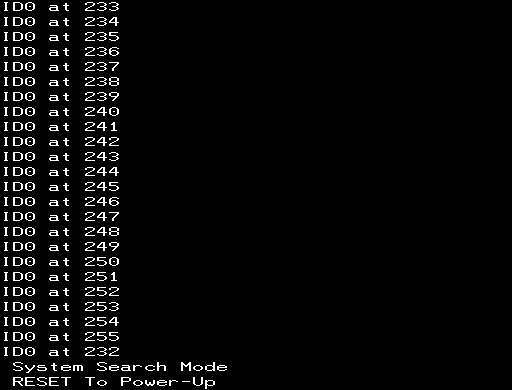 ID0 at 233
ID0 at 234
ID0 at 235
ID0 at 236
ID0 at 237
ID0 at 238
ID0 at 239
ID0 at 240
ID0 at 241
ID0 at 242
ID0 at 243
ID0 at 244
ID0 at 245
ID0 at 246
ID0 at 247
ID0 at 248
ID0 at 249
ID0 at 250
ID0 at 251
ID0 at 252
ID0 at 253
ID0 at 254
ID0 at 255
ID0 at 232
System Search Mode
RESET To Power-Up